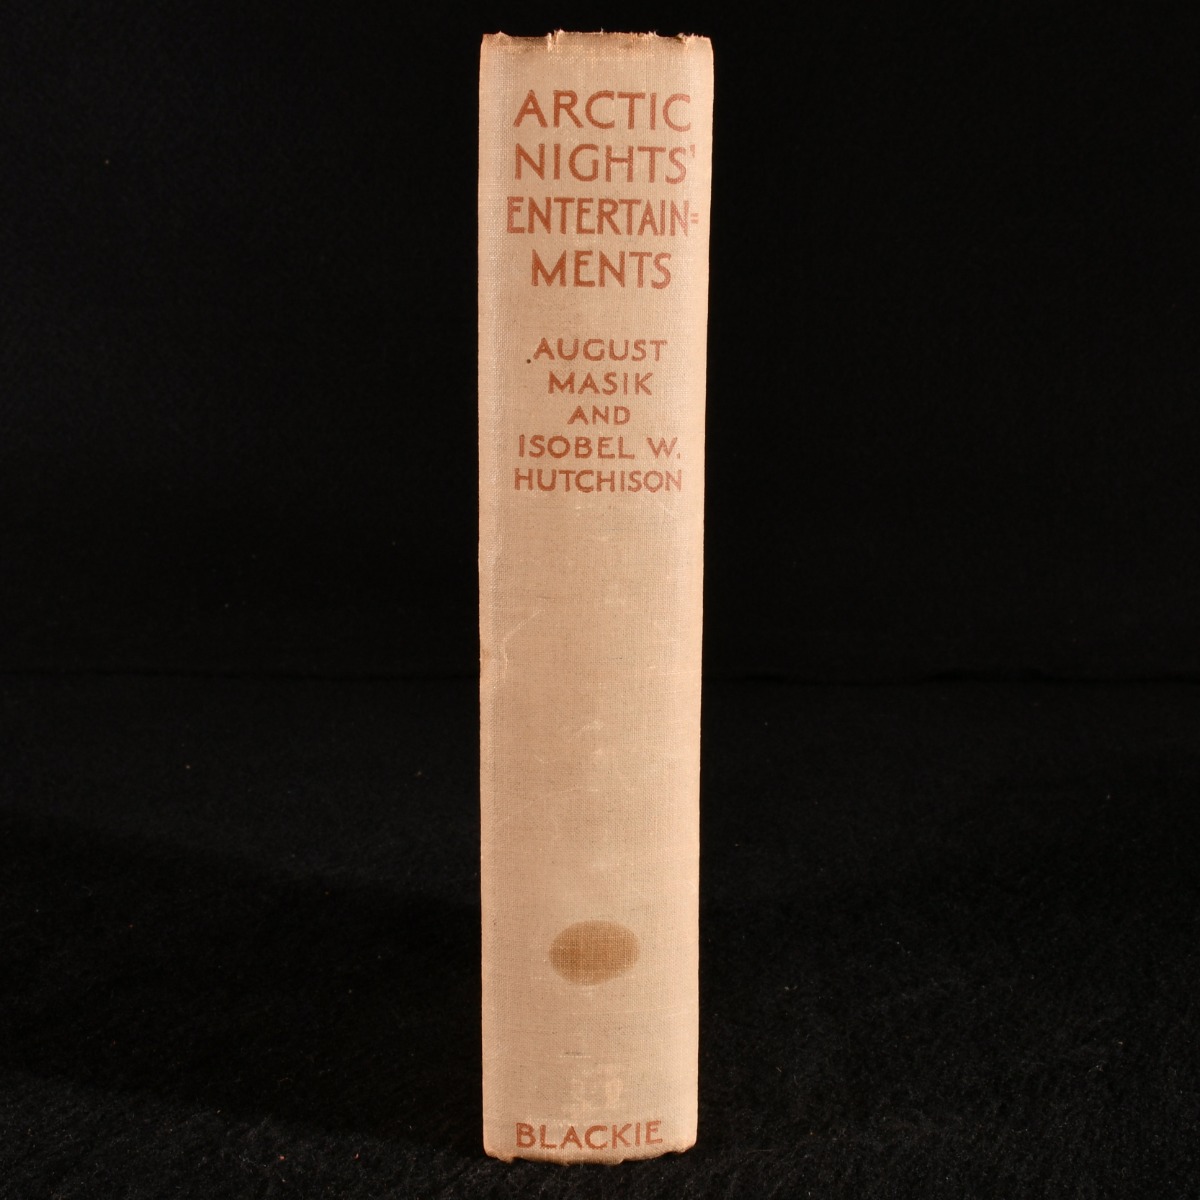 ARCTIC
NIGHTS'
ENTERTAIN=
MENTS
AUGUST
MASIK
AND
ISOBEL W.
HUTCHISON
BLACKIE